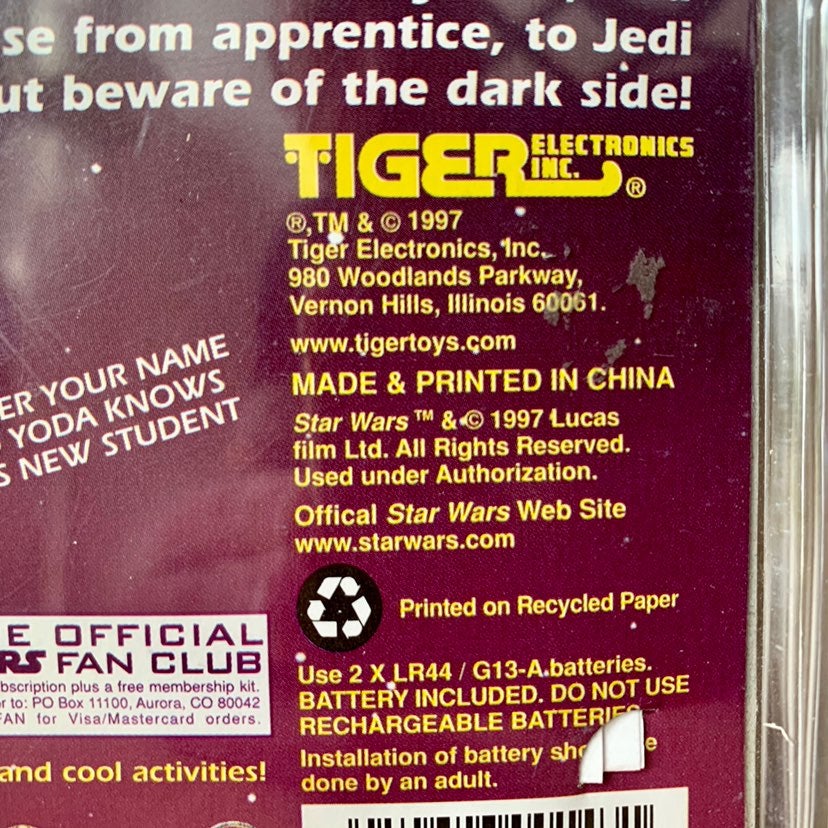 se from apprentice, to Jedi
ut beware of the dark side!
TIGER ELECTRONICS INC. ®
®,TM & © 1997
Tiger Electronics, Inc.
980 Woodlands Parkway,
Vernon Hills, Illinois 60061.
www.tigertoys.com
MADE & PRINTED IN CHINA
Star Wars ™ & © 1997 Lucas
film Ltd. All Rights Reserved.
Used under Authorization.
Offical Star Wars Web Site
www.starwars.com
Printed on Recycled Paper
Use 2 X LR44 / G13-A batteries.
BATTERY INCLUDED. DO NOT USE
RECHARGEABLE BATTERIES
Installation of battery sho e
done by an adult.
ER YOUR NAME
YODA KNOWS
S NEW STUDENT
E OFFICIAL
RS FAN CLUB
bscription plus a free membership kit.
r to: PO Box 11100, Aurora, CO 80042
FAN for Visa/Mastercard orders.
and cool activities!